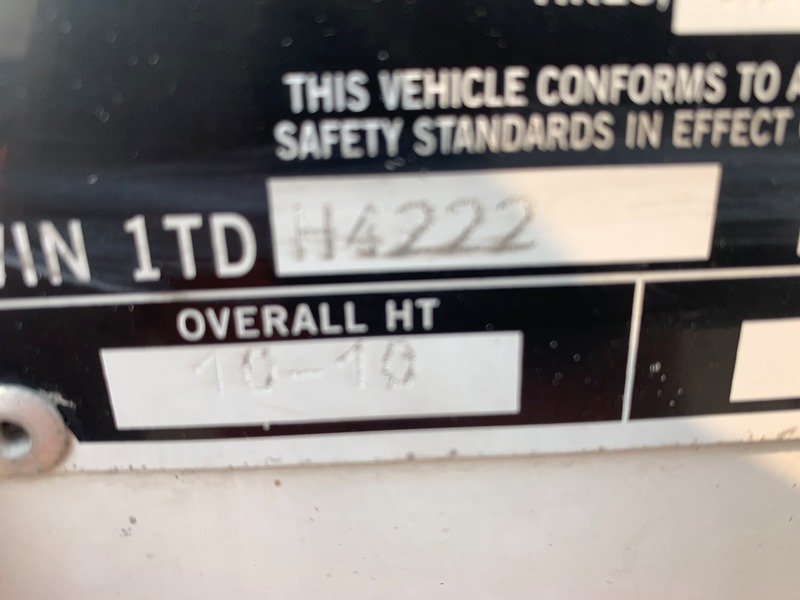 THIS VEHICLE CONFORMS TO A
SAFETY STANDARDS IN EFFECT
VIN 1TD H4222
OVERALL HT
10-10